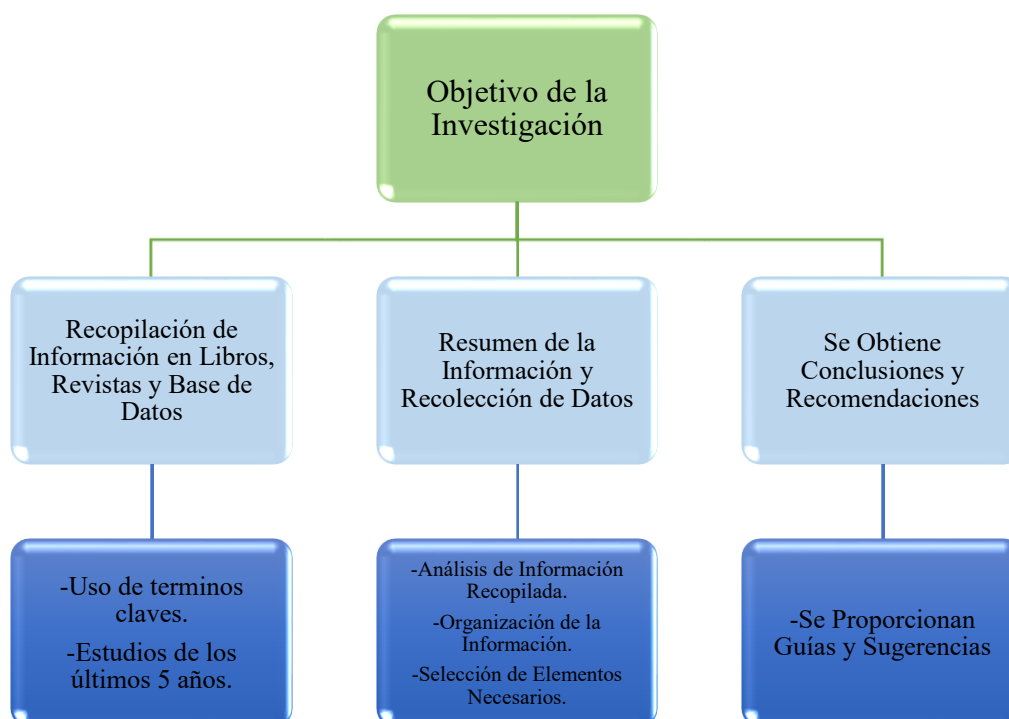 Objetivo de la
Investigación
Recopilación de
Información en Libros,
Revistas y Base de
Datos
Resumen de la
Información y
Recolección de Datos
Se Obtiene
Conclusiones y
Recomendaciones
-Uso de terminos
claves.
-Estudios de los
últimos 5 años.
-Análisis de Información
Recopilada.
-Organización de la
Información.
-Selección de Elementos
Necesarios.
-Se Proporcionan
Guías y Sugerencias